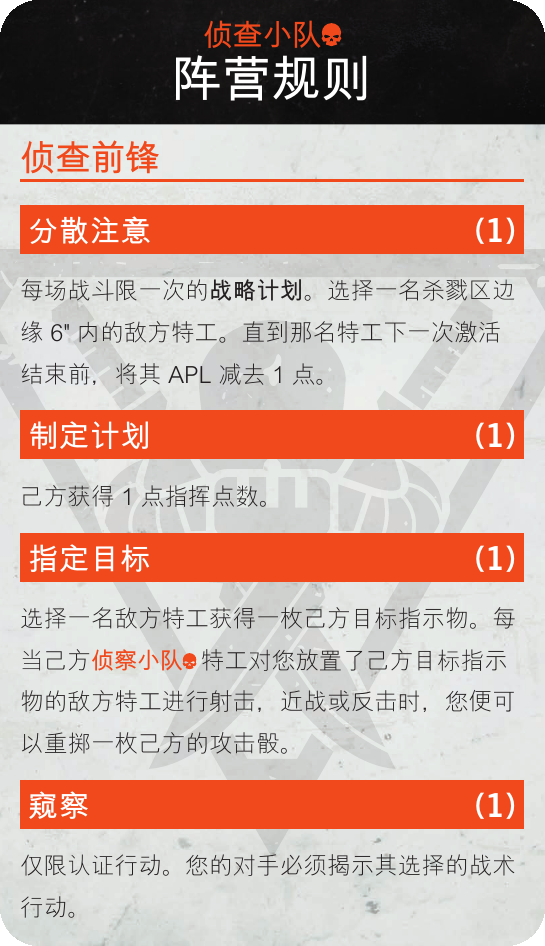 侦查小队
阵营规则
侦查前锋
分散注意 (1)
每场战斗限一次的战略计划。选择一名杀戮区边
缘 6" 内的敌方特工。直到那名特工下一次激活
结束前，将其 APL 减去 1 点。
制定计划 (1)
己方获得 1 点指挥点数。
指定目标 (1)
选择一名敌方特工获得一枚己方目标指示物。每
当己方侦察小队特工对您放置了己方目标指示
物的敌方特工进行射击，近战或反击时，您便可
以重掷一枚己方的攻击骰。
窥察 (1)
仅限认证行动。您的对手必须揭示其选择的战术
行动。